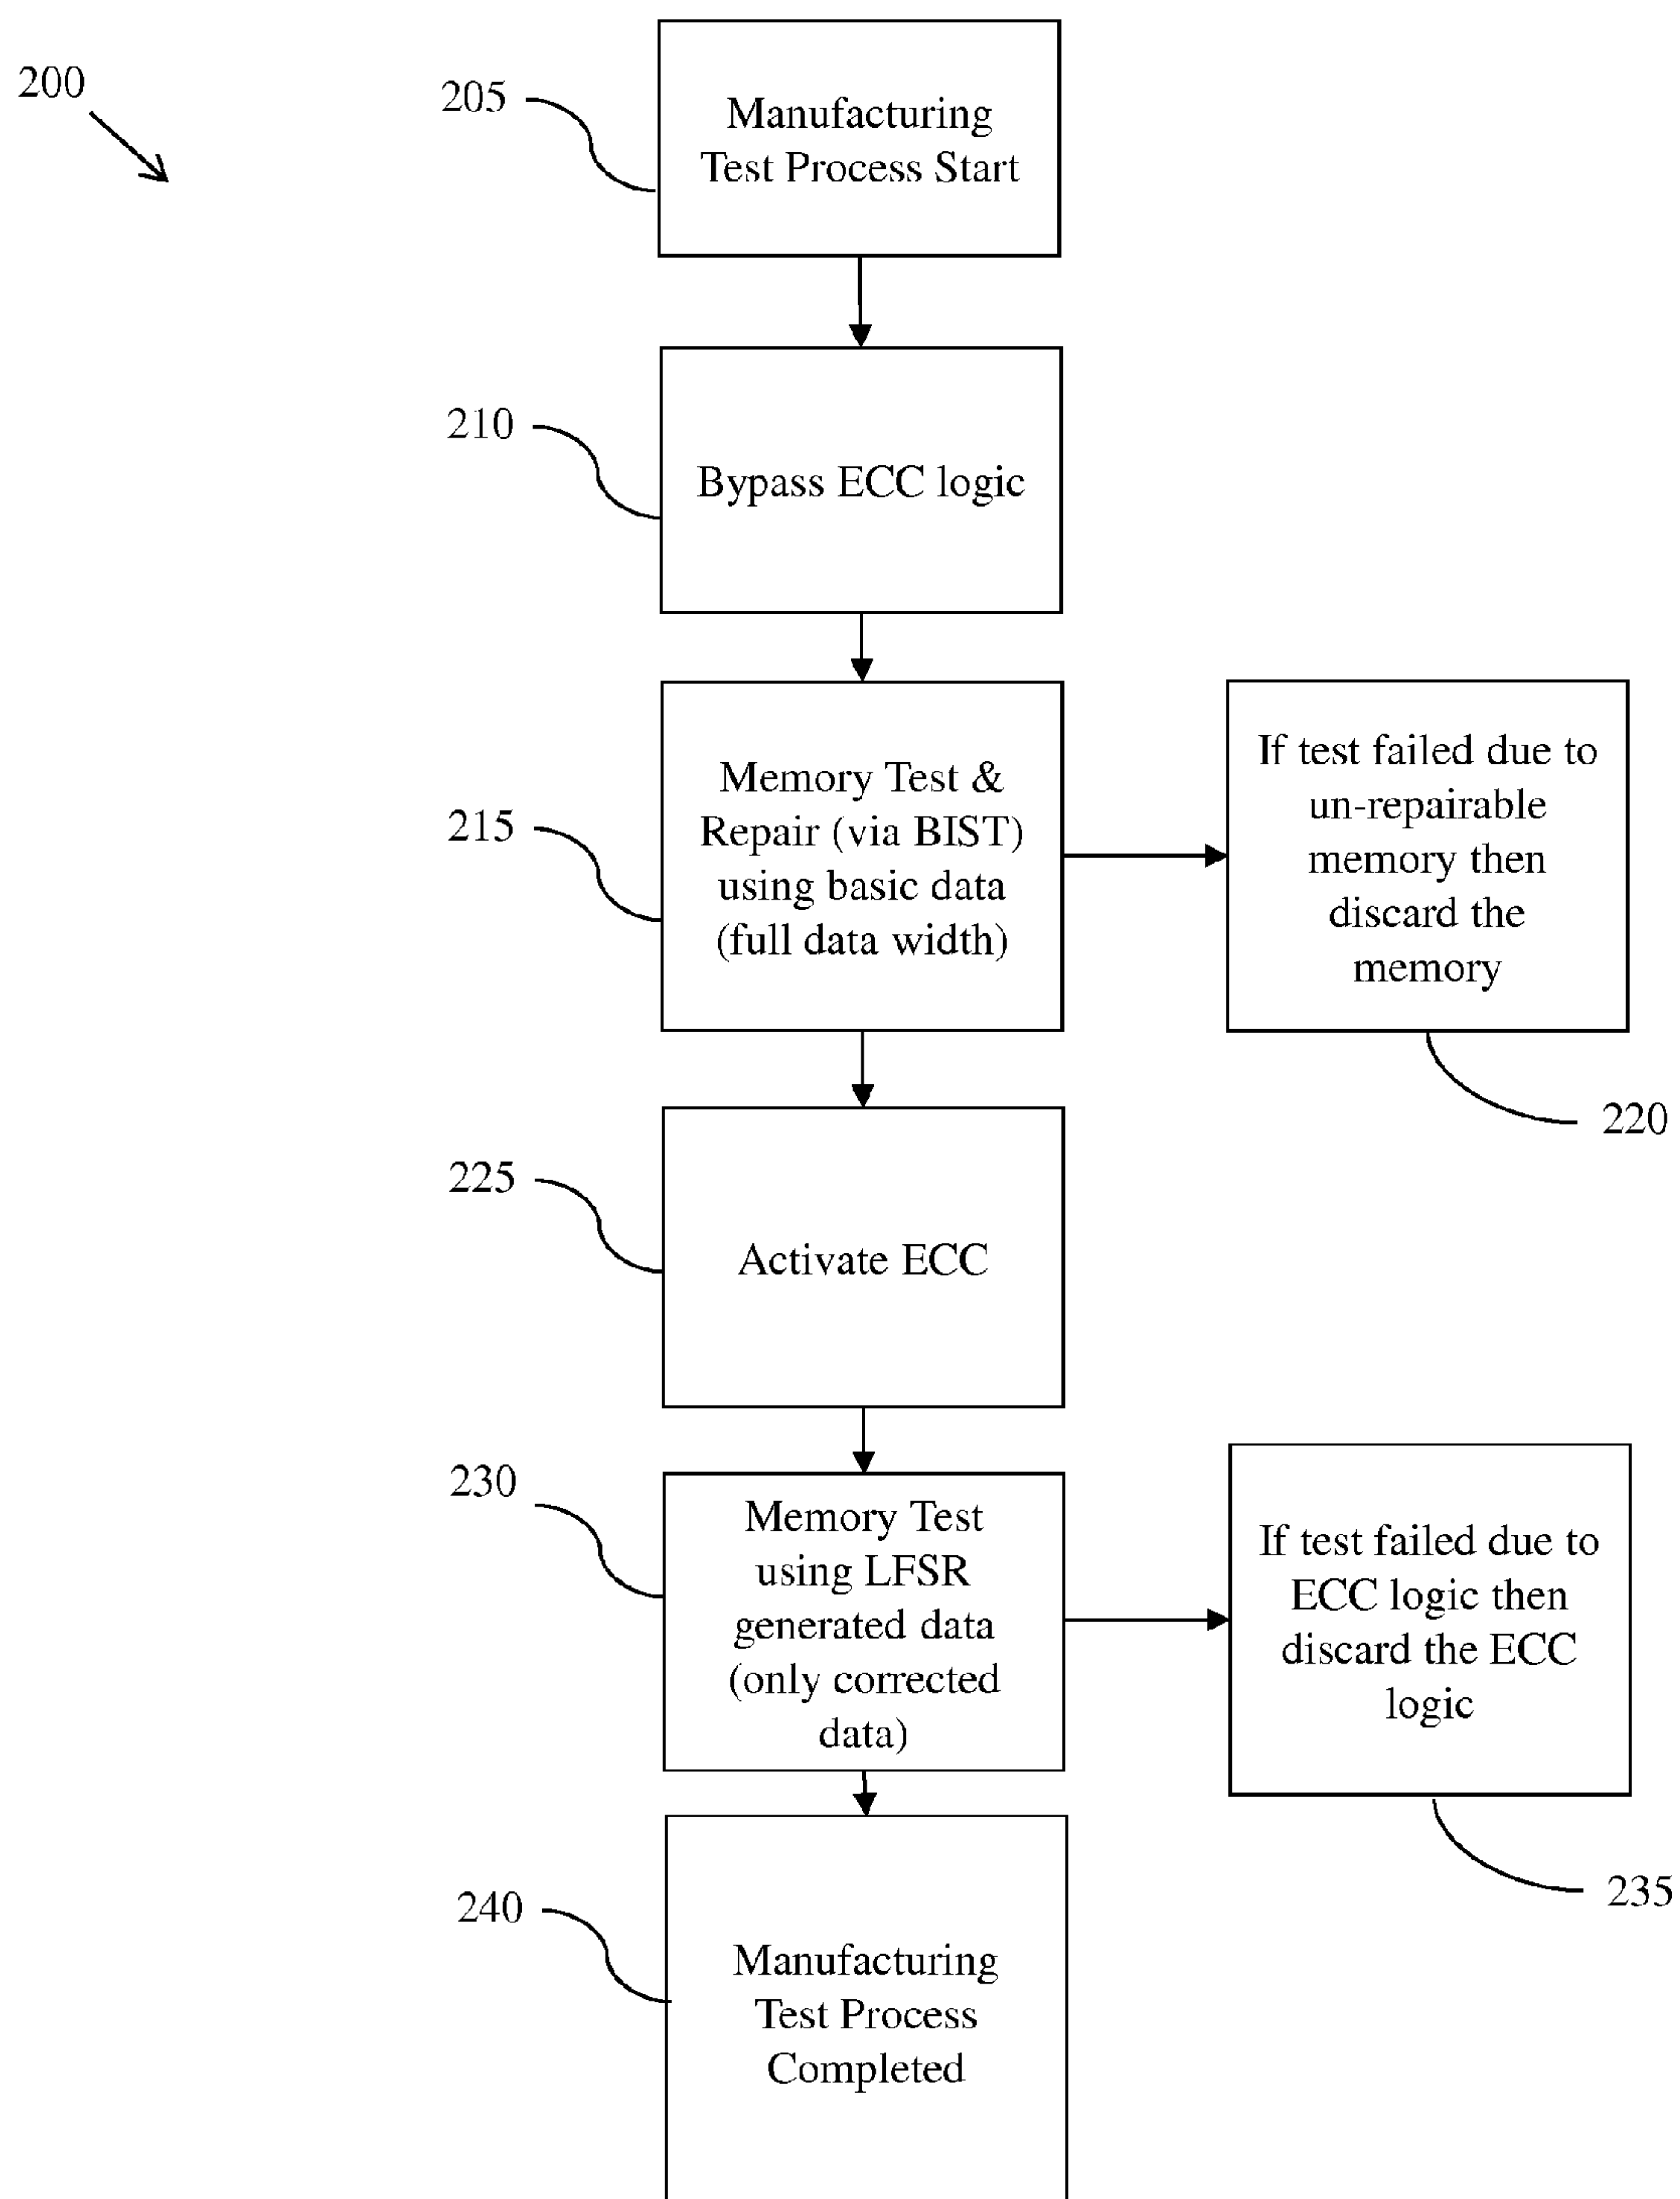 200
205
Manufacturing
Test Process Start
210
Bypass ECC logic
215
Memory Test &
Repair (via BIST)
using basic data
(full data width)
If test failed due to
un-repairable
memory then
discard the
memory
220
225
Activate ECC
230
Memory Test
using LFSR
generated data
(only corrected
data)
If test failed due to
ECC logic then
discard the ECC
logic
235
240
Manufacturing
Test Process
Completed